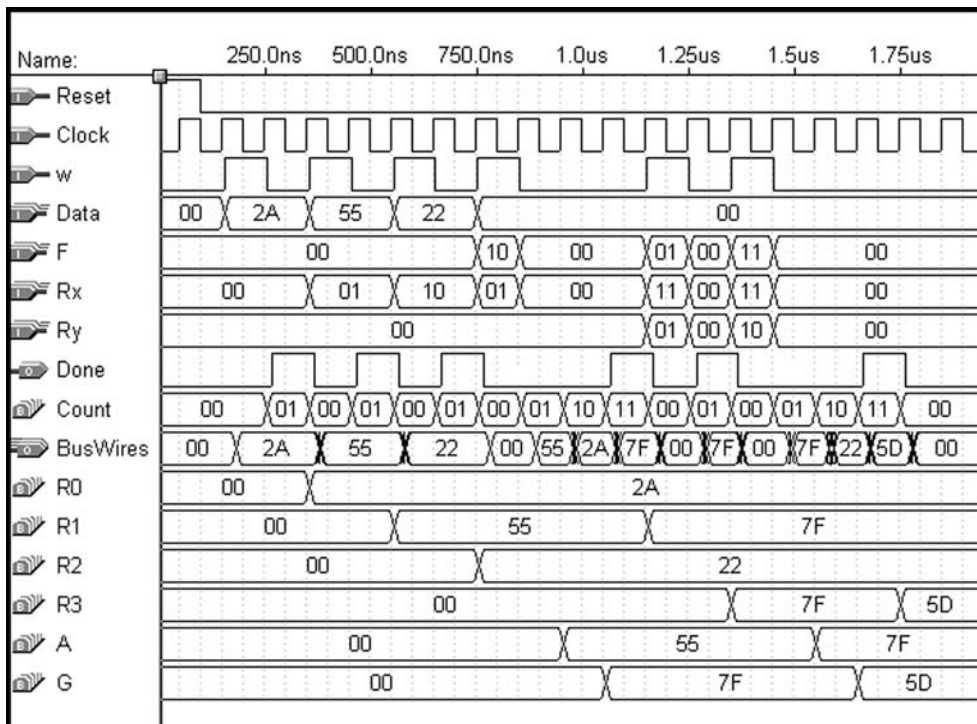 Name: 250.0ns 500.0ns 750.0ns 1.0us 1.25us 1.5us 1.75us
Reset
Clock
w
Data 00 2A 55 22 00
F 00 10 00 01 00 11 00
Rx 00 01 10 01 00 11 00 11 00
Ry 00 01 00 10 00
Done
Count 00 01 00 01 00 01 00 01 10 11 00 01 00 01 10 11 00
BusWires 00 2A 55 22 00 55 2A 7F 00 7F 00 7F 22 5D 00
R0 00 2A
R1 00 55 7F
R2 00 22
R3 00 7F 5D
A 00 55 7F
G 00 7F 5D